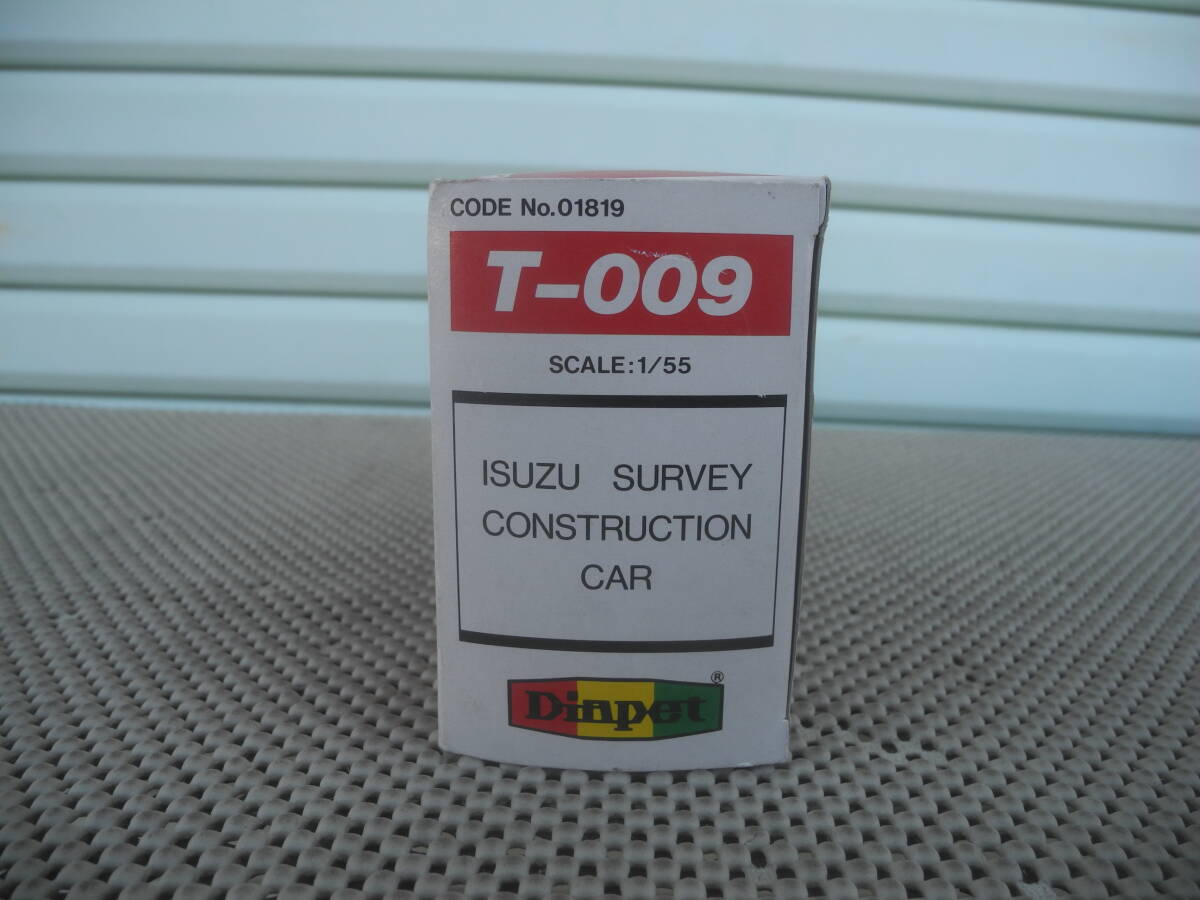 CODE No.01819
T-009
SCALE:1/55
ISUZU SURVEY
CONSTRUCTION
CAR
Diapet®